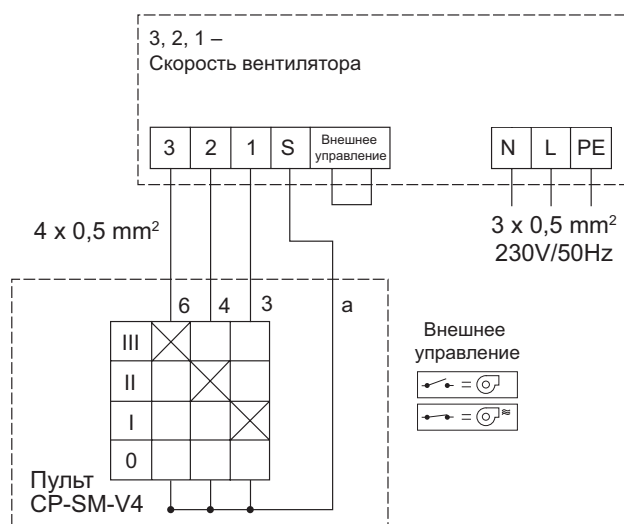 3, 2, 1 –
Скорость вентилятора
3 2 1 S Внешнее управление
N L PE
4 x 0,5 mm²
3 x 0,5 mm²
230V/50Hz
6 4 3 a
III
II
I
0
Внешнее
управление
=
= ≈
Пульт
CP-SM-V4